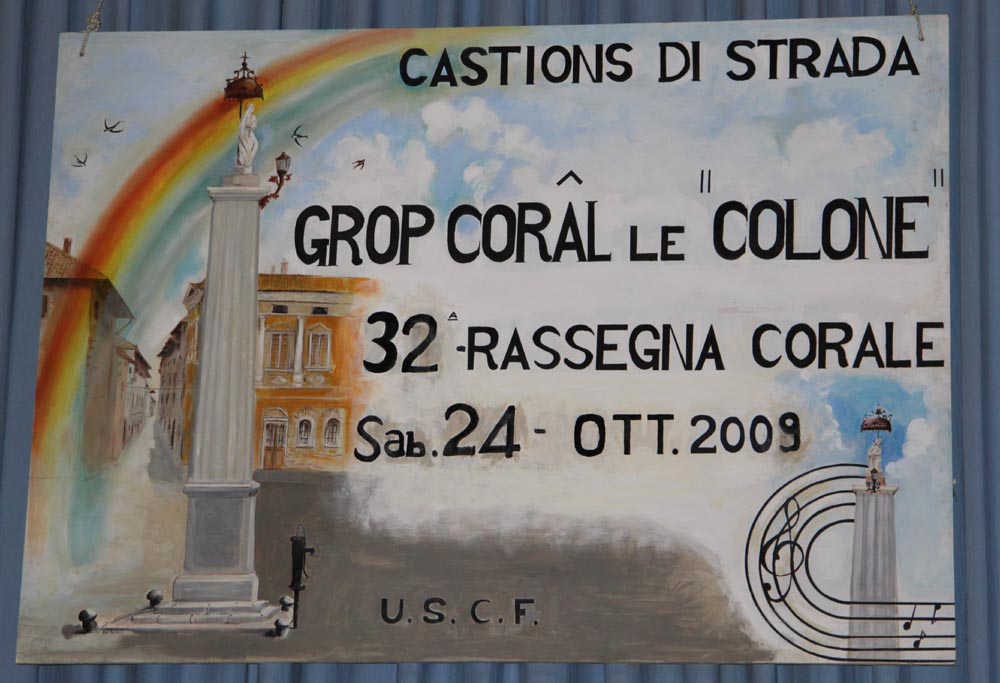 CASTIONS DI STRADA
GROP CORÂL LE "COLONE"
32ᴬ-RASSEGNA CORALE
Sab. 24 - OTT. 2009
U.S.C.F.